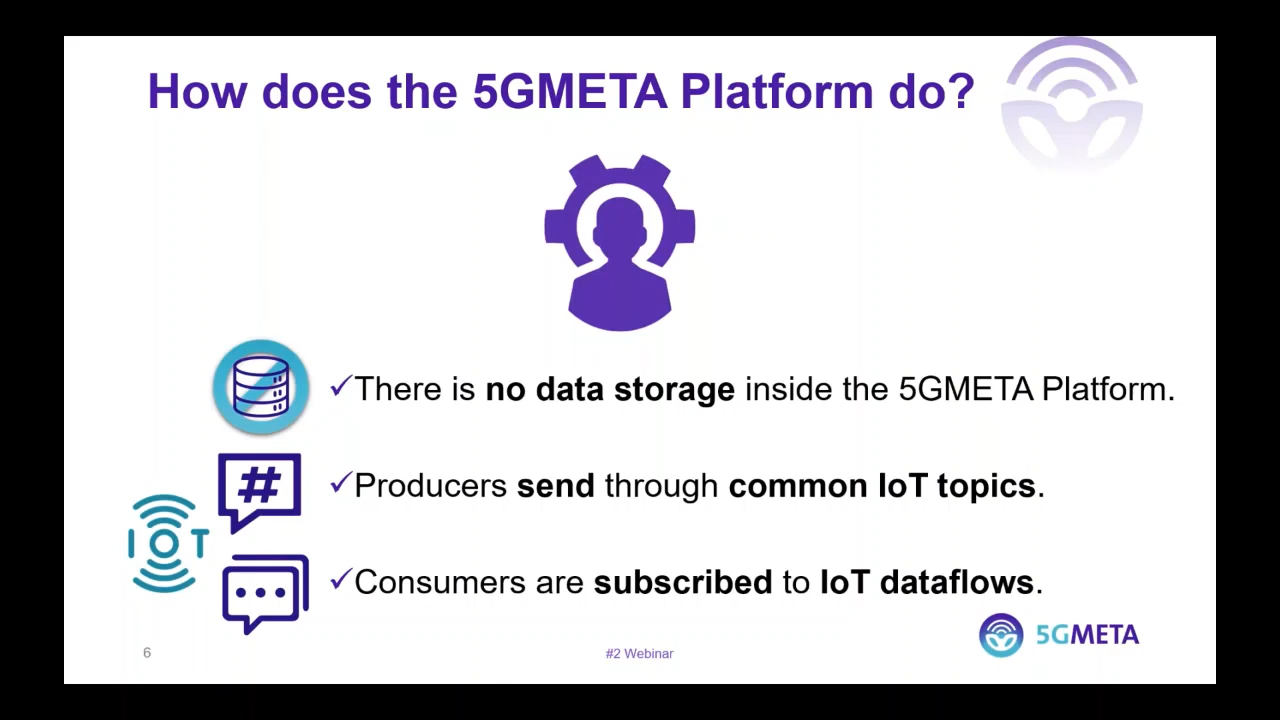 How does the 5GMETA Platform do?
✓There is no data storage inside the 5GMETA Platform.
#
✓Producers send through common IoT topics.
IOT
✓Consumers are subscribed to IoT dataflows.
5GMETA
6
#2 Webinar